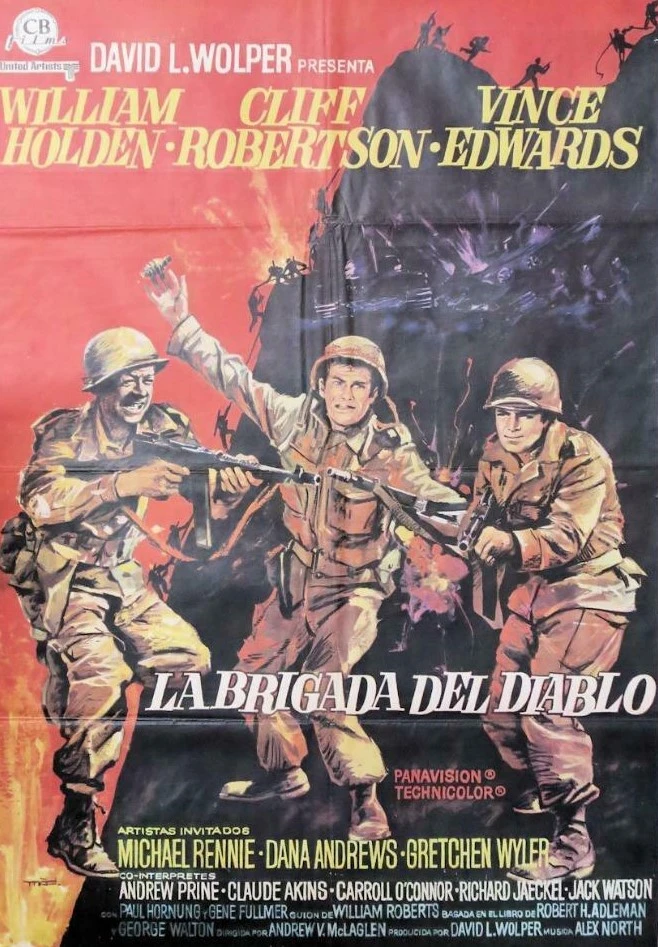 CB
films
United Artists
DAVID L. WOLPER PRESENTA
WILLIAM HOLDEN · CLIFF ROBERTSON · VINCE EDWARDS
LA BRIGADA DEL DIABLO
PANAVISION ®
TECHNICOLOR ®
ARTISTAS INVITADOS
MICHAEL RENNIE · DANA ANDREWS · GRETCHEN WYLER
CO-INTERPRETES
ANDREW PRINE · CLAUDE AKINS · CARROLL O'CONNOR · RICHARD JAECKEL · JACK WATSON
CON PAUL HORNUNG Y GENE FULLMER GUION DE WILLIAM ROBERTS BASADA EN EL LIBRO DE ROBERT H. ADLEMAN
Y GEORGE WALTON DIRIGIDA POR ANDREW V. McLAGLEN PRODUCIDA POR DAVID L. WOLPER MUSICA ALEX NORTH